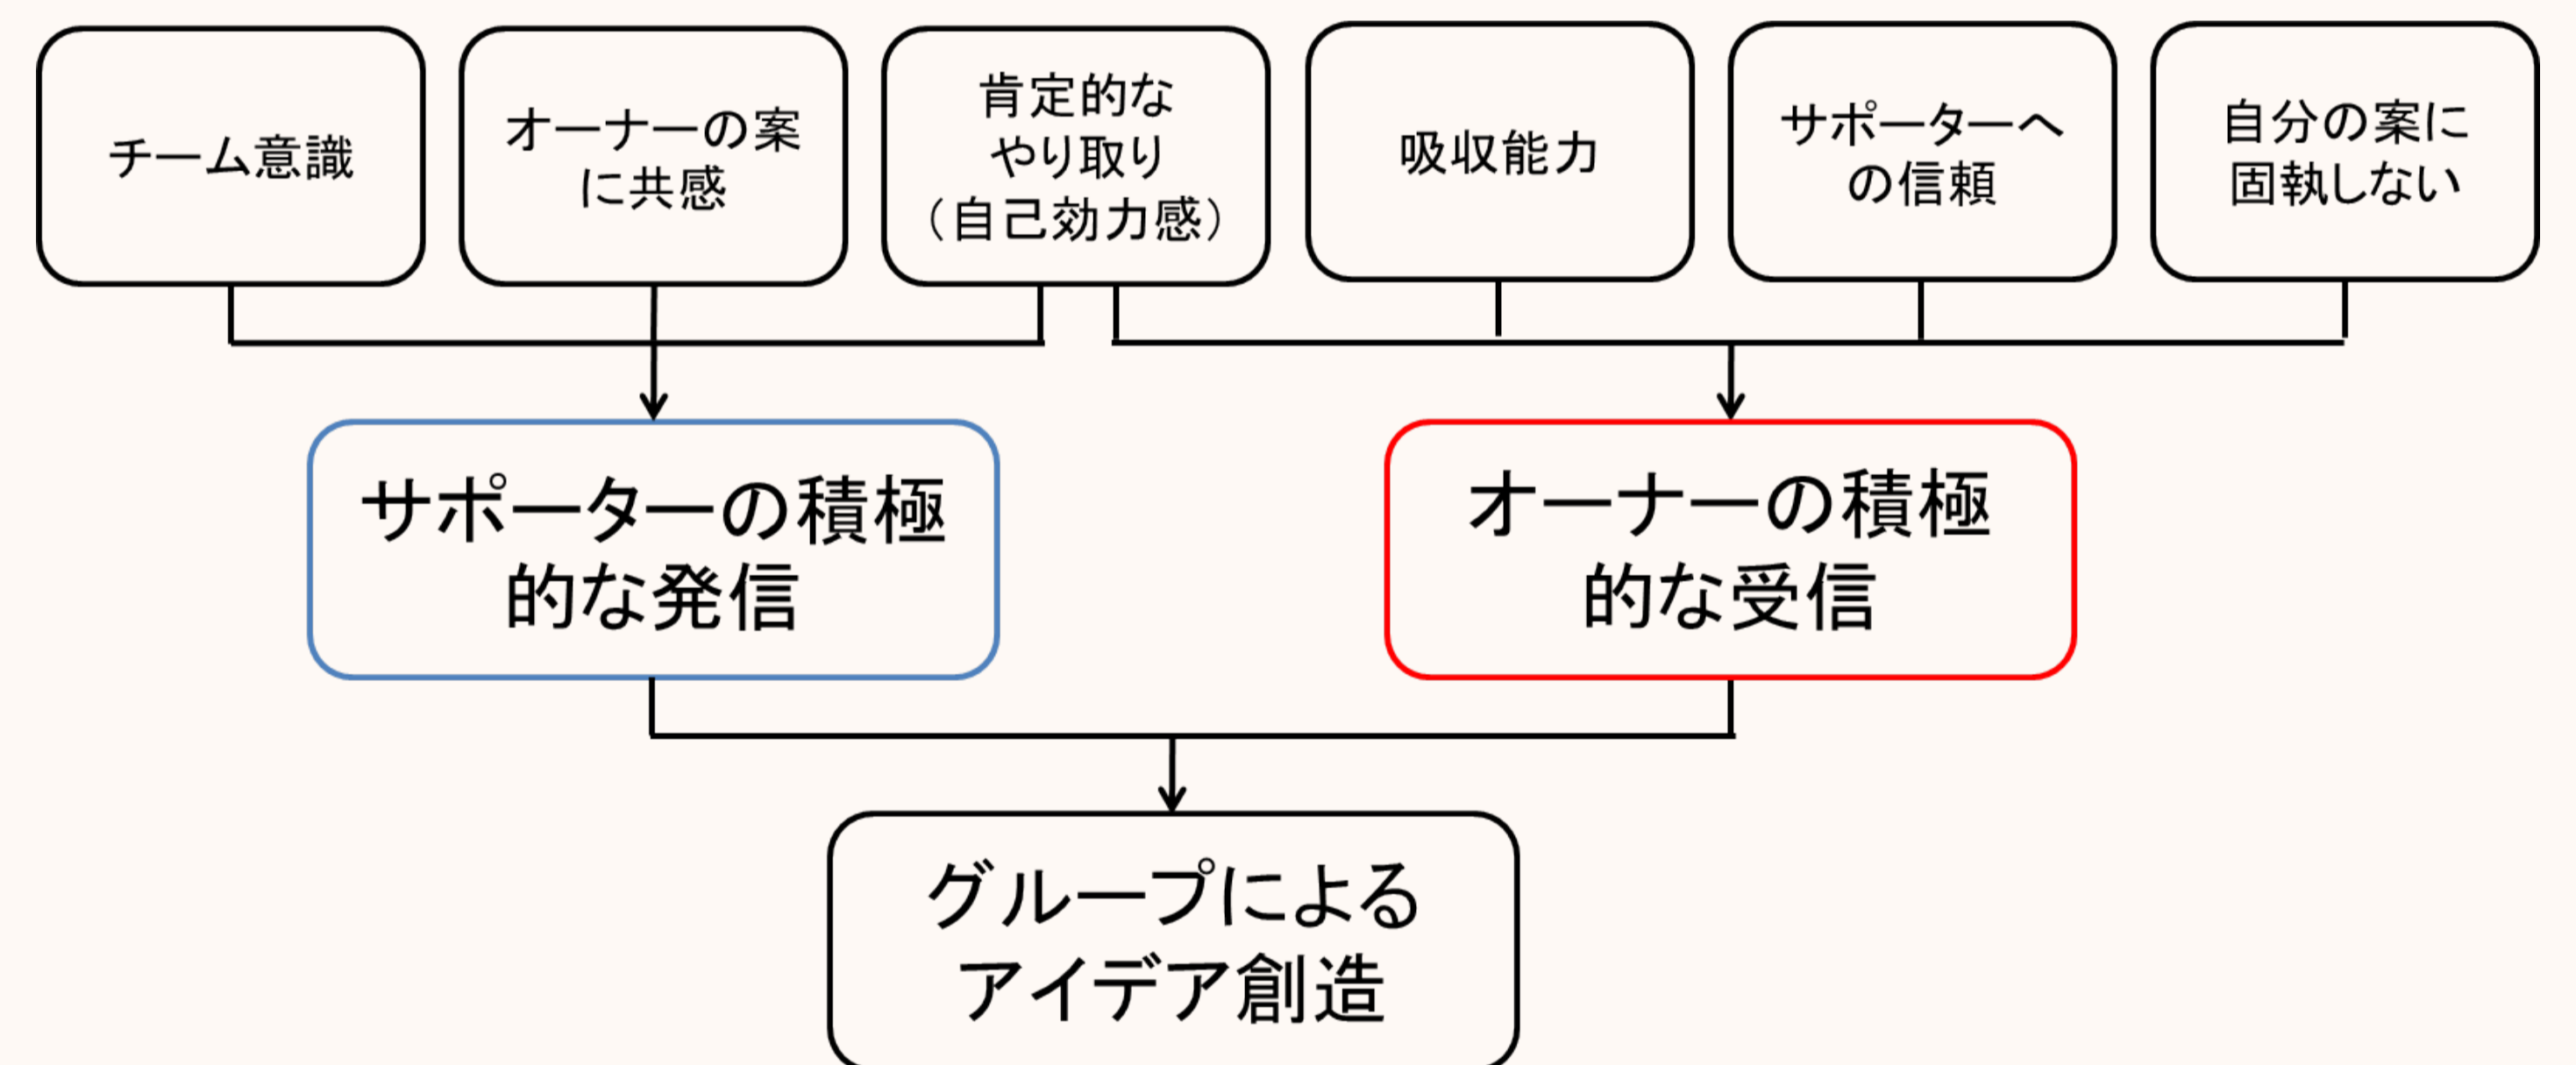 チーム意識
オーナーの案
に共感
肯定的な
やり取り
（自己効力感）
吸収能力
サポーターへ
の信頼
自分の案に
固執しない
サポーターの積極
的な発信
オーナーの積極
的な受信
グループによる
アイデア創造